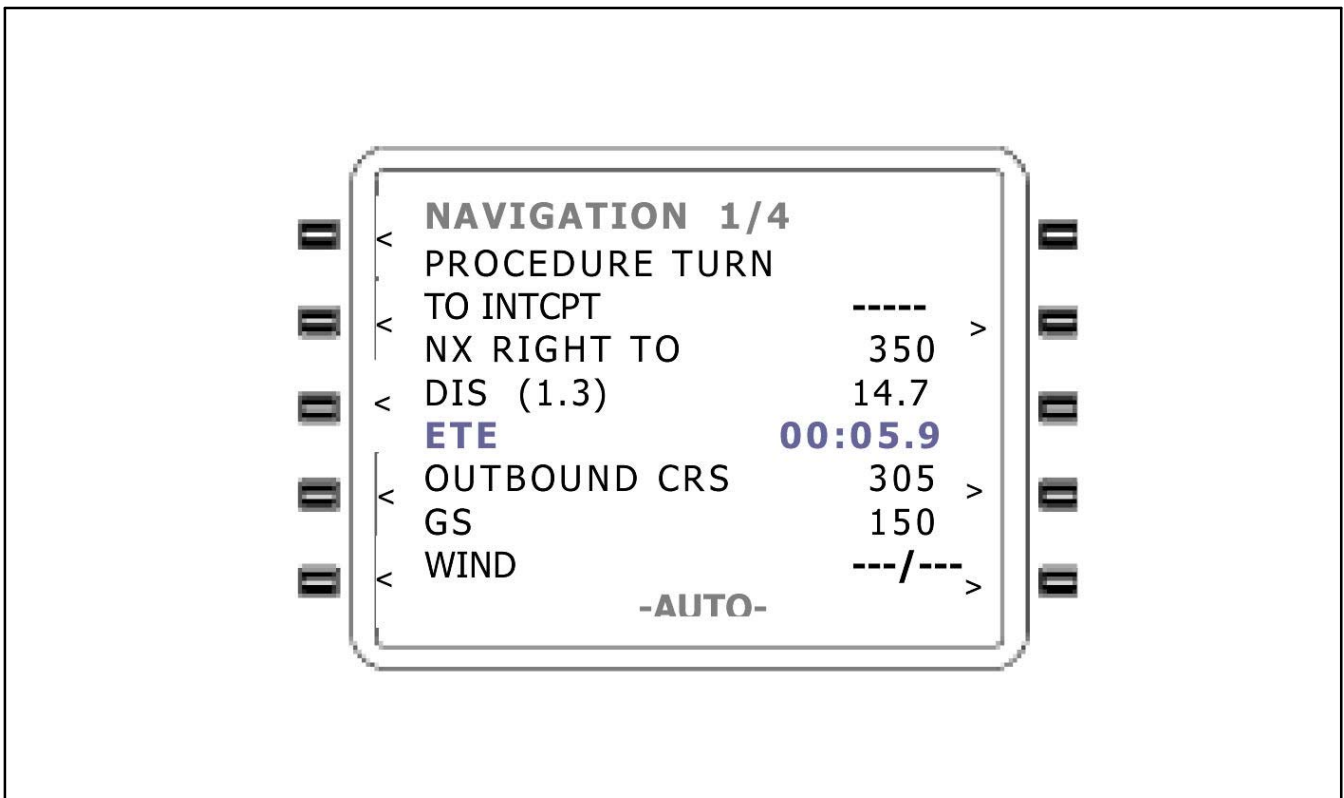 NAVIGATION 1/4
<
PROCEDURE TURN
< TO INTCPT ----- >
NX RIGHT TO 350
< DIS (1.3) 14.7
ETE 00:05.9
< OUTBOUND CRS 305 >
GS 150
< WIND ---/--- >
-AUTO-